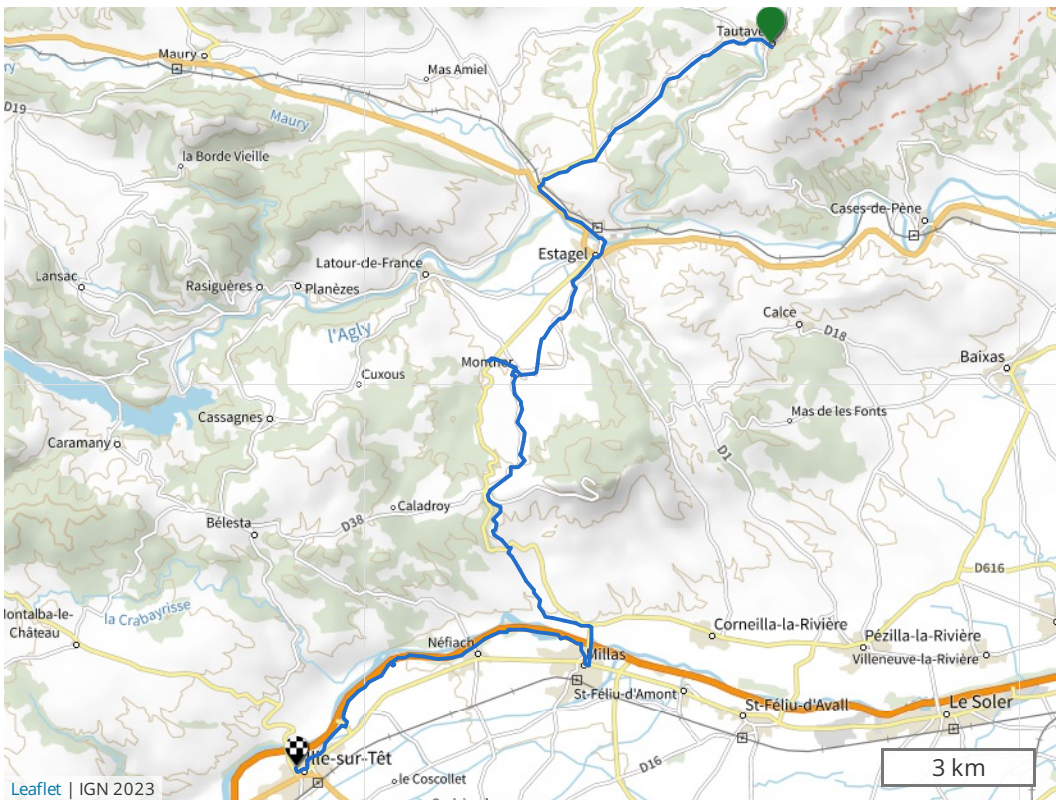 Tautavel
Maury
Mas Amiel
D19
Maury
la Borde Vieille
Cases-de-Pène
Estagel
Latour-de-France
Lansac
Rasiguères
Planèzes
Calce
l'Agly
D18
Baixas
Montner
Cuxous
Cassagnes
Mas de les Fonts
Caramany
D1
Caladroy
Bélesta
D38
D616
la Crabayrisse
Montalba-le-
Château
Corneilla-la-Rivière
Pézilla-la-Rivière
Néfiach
Millas
Villeneuve-la-Rivière
St-Féliu-d'Amont
St-Féliu-d'Avall
Le Soler
Ille-sur-Têt
D16
3 km
le Coscollet
Leaflet | IGN 2023